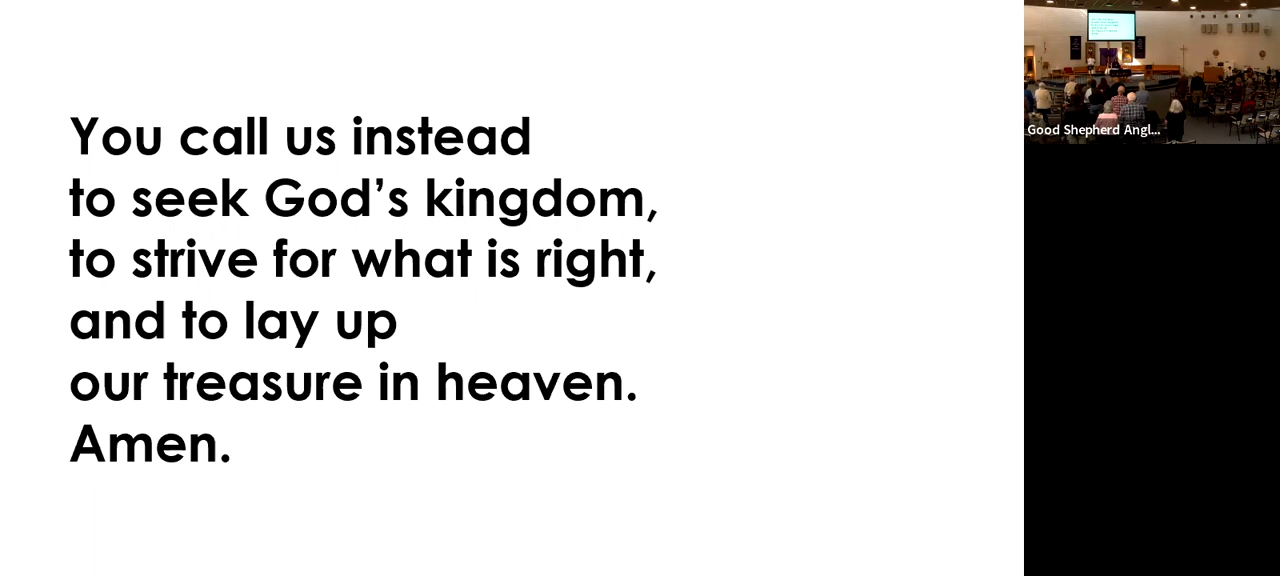 You call us instead
to seek God’s kingdom,
to strive for what is right,
and to lay up
our treasure in heaven.
Amen.
Good Shepherd Angl...